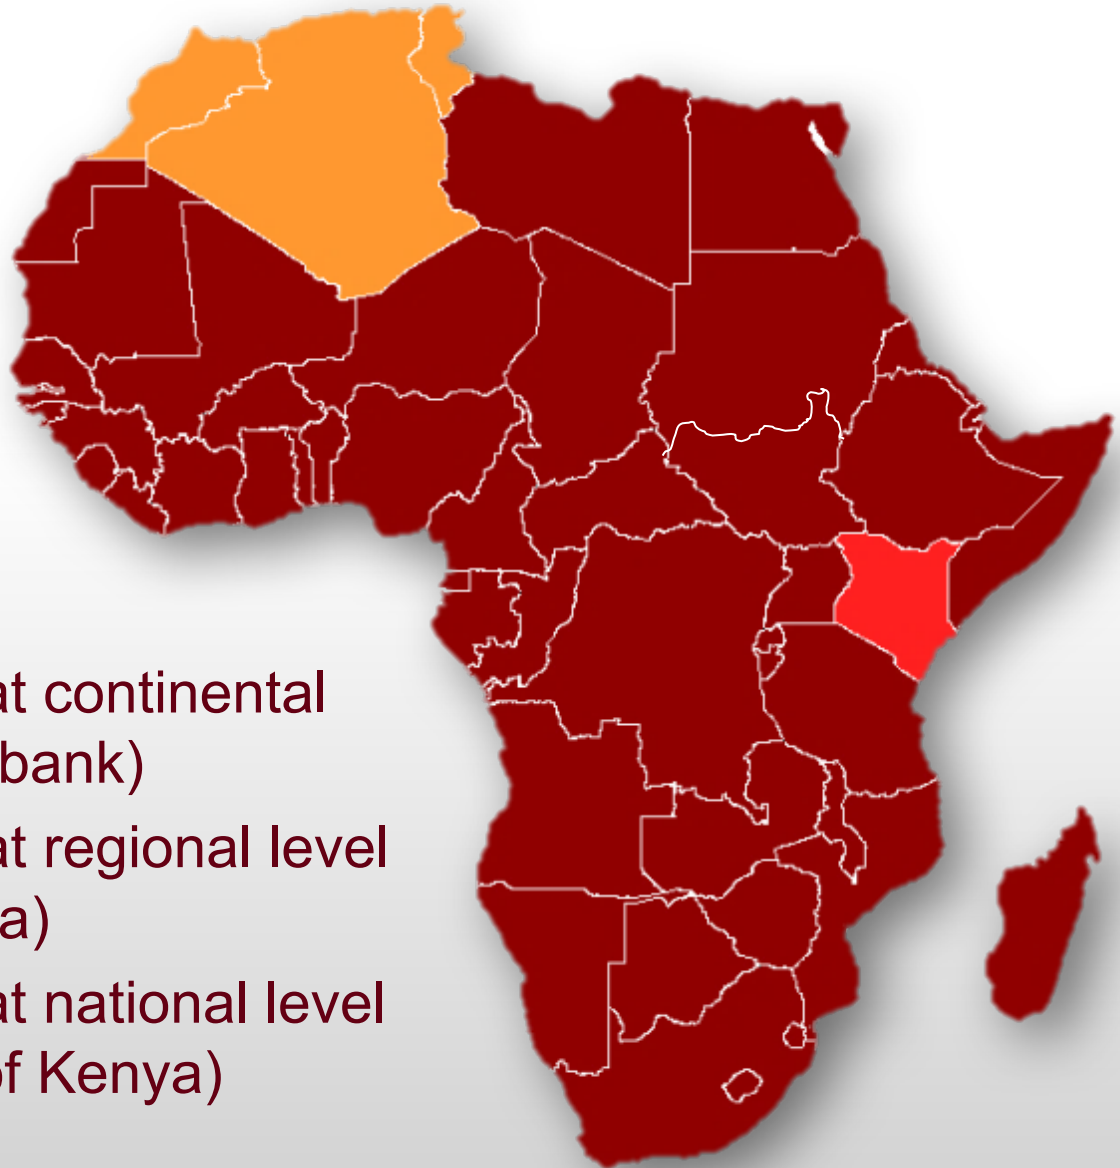 at continental
bank)
at regional level
a)
at national level
of Kenya)